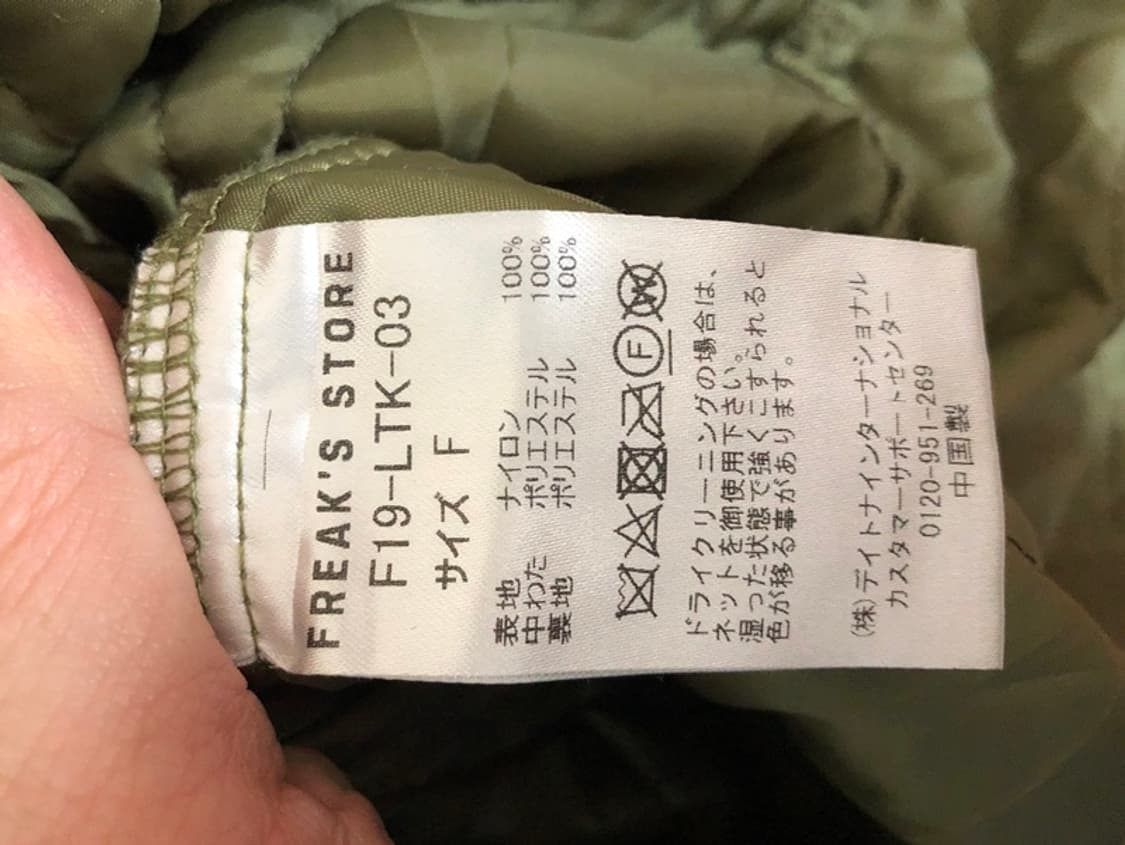 FREAK'S STORE
F19-LTK-03
サイズ F
表地 ナイロン 100%
中わた ポリエステル 100%
裏地 ポリエステル 100%
F W
ドライクリーニングの場合は、
ネットを御使用下さい。
湿った状態で強くこすられると
色が移る事があります。
(株)デイトナインターナショナル
カスタマーサポートセンター
0120-951-269
中国製